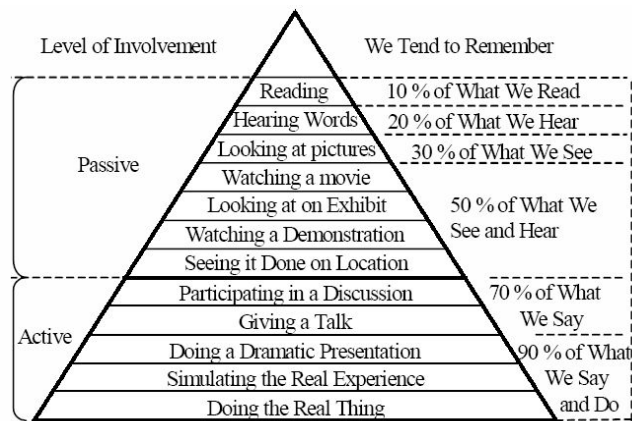 Level of Involvement
We Tend to Remember
Reading
10 % of What We Read
Hearing Words
20 % of What We Hear
Looking at pictures
30 % of What We See
Passive
Watching a movie
Looking at on Exhibit
Watching a Demonstration
Seeing it Done on Location
50 % of What We
See and Hear
Active
Participating in a Discussion
Giving a Talk
70 % of What
We Say
Doing a Dramatic Presentation
Simulating the Real Experience
Doing the Real Thing
90 % of What
We Say
and Do